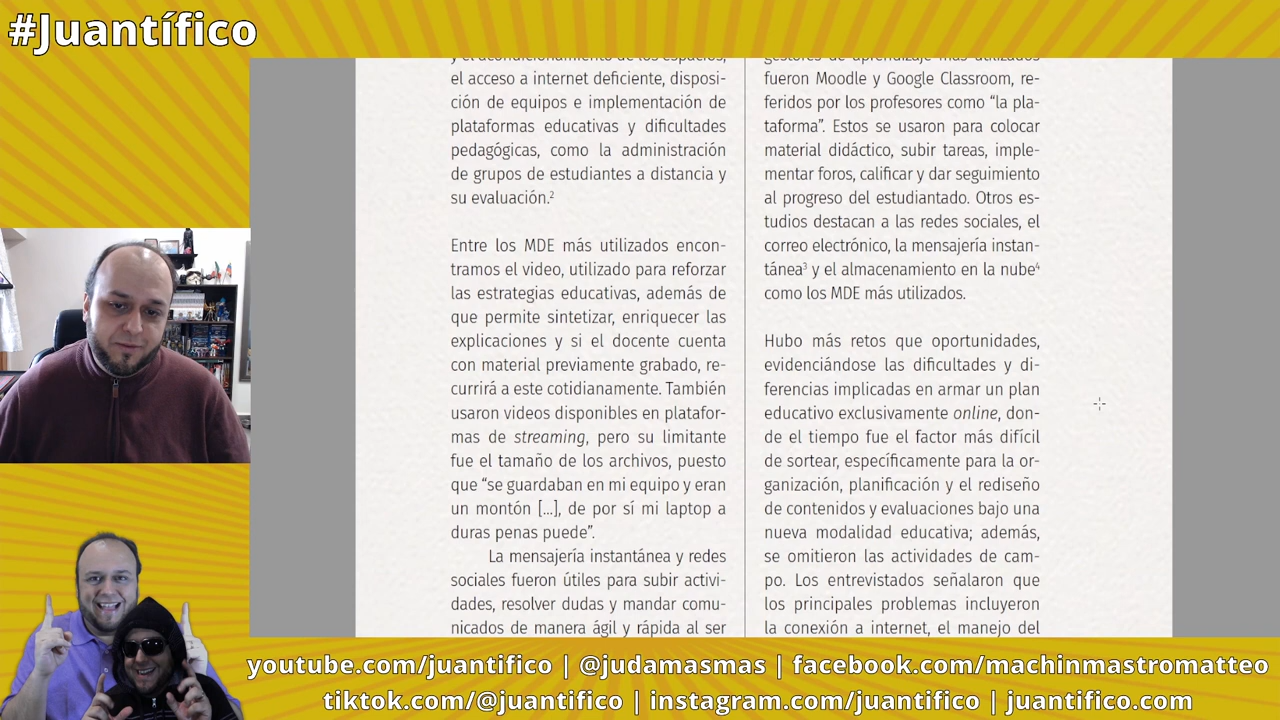 #Juantífico
y el acondicionamiento de los espacios,
el acceso a internet deficiente, disposi-
ción de equipos e implementación de
plataformas educativas y dificultades
pedagógicas, como la administración
de grupos de estudiantes a distancia y
su evaluación.²
Entre los MDE más utilizados encon-
tramos el video, utilizado para reforzar
las estrategias educativas, además de
que permite sintetizar, enriquecer las
explicaciones y si el docente cuenta
con material previamente grabado, re-
currirá a este cotidianamente. También
usaron videos disponibles en platafor-
mas de streaming, pero su limitante
fue el tamaño de los archivos, puesto
que “se guardaban en mi equipo y eran
un montón [...], de por sí mi laptop a
duras penas puede”.
La mensajería instantánea y redes
sociales fueron útiles para subir activi-
dades, resolver dudas y mandar comu-
nicados de manera ágil y rápida al ser
gestores de aprendizaje más utilizados
fueron Moodle y Google Classroom, re-
feridos por los profesores como “la pla-
taforma”. Estos se usaron para colocar
material didáctico, subir tareas, imple-
mentar foros, calificar y dar seguimiento
al progreso del estudiantado. Otros es-
tudios destacan a las redes sociales, el
correo electrónico, la mensajería instan-
tánea³ y el almacenamiento en la nube⁴
como los MDE más utilizados.
Hubo más retos que oportunidades,
evidenciándose las dificultades y di-
ferencias implicadas en armar un plan
educativo exclusivamente online, don-
de el tiempo fue el factor más difícil
de sortear, específicamente para la or-
ganización, planificación y el rediseño
de contenidos y evaluaciones bajo una
nueva modalidad educativa; además,
se omitieron las actividades de cam-
po. Los entrevistados señalaron que
los principales problemas incluyeron
la conexión a internet, el manejo del
youtube.com/juantifico | @judamasmas | facebook.com/machinmastromatteo
tiktok.com/@juantifico | instagram.com/juantifico | juantifico.com